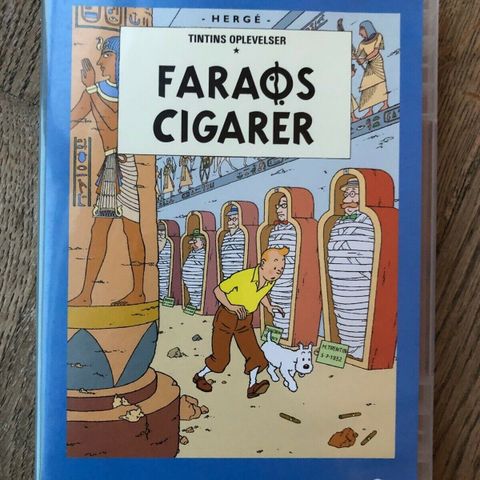 - HERGÉ -
TINTINS OPLEVELSER
FARAOS
CIGARER